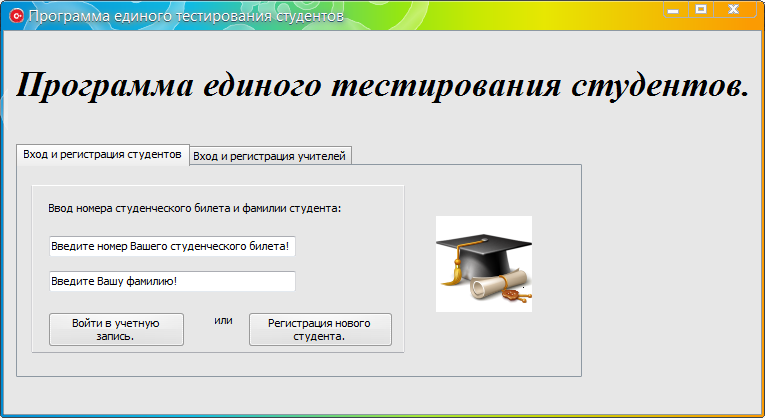 Программа единого тестирования студентов
Программа единого тестирования студентов.
Вход и регистрация студентов
Вход и регистрация учителей
Ввод номера студенческого билета и фамилии студента:
Введите номер Вашего студенческого билета!
Введите Вашу фамилию!
Войти в учетную
запись.
или
Регистрация нового
студента.